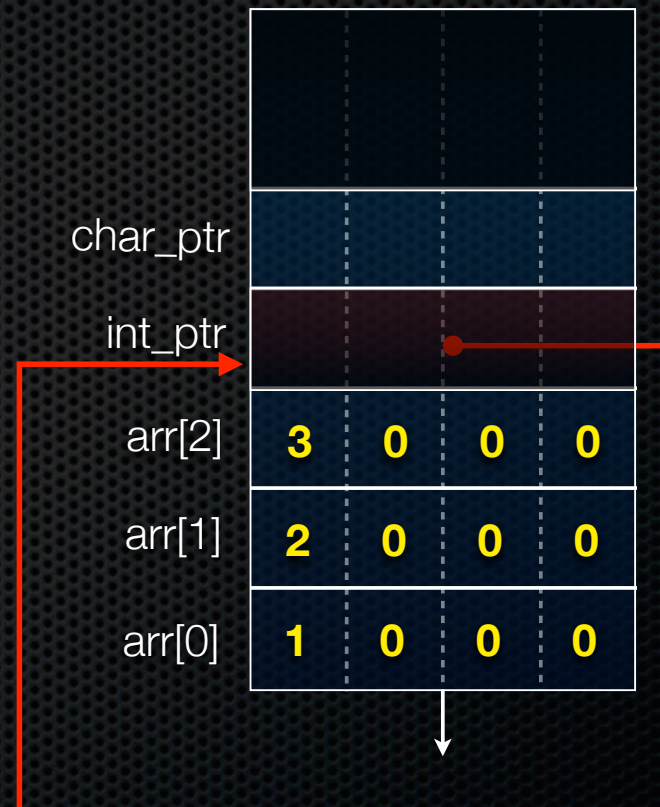 char_ptr
int_ptr
arr[2] 3 0 0 0
arr[1] 2 0 0 0
arr[0] 1 0 0 0